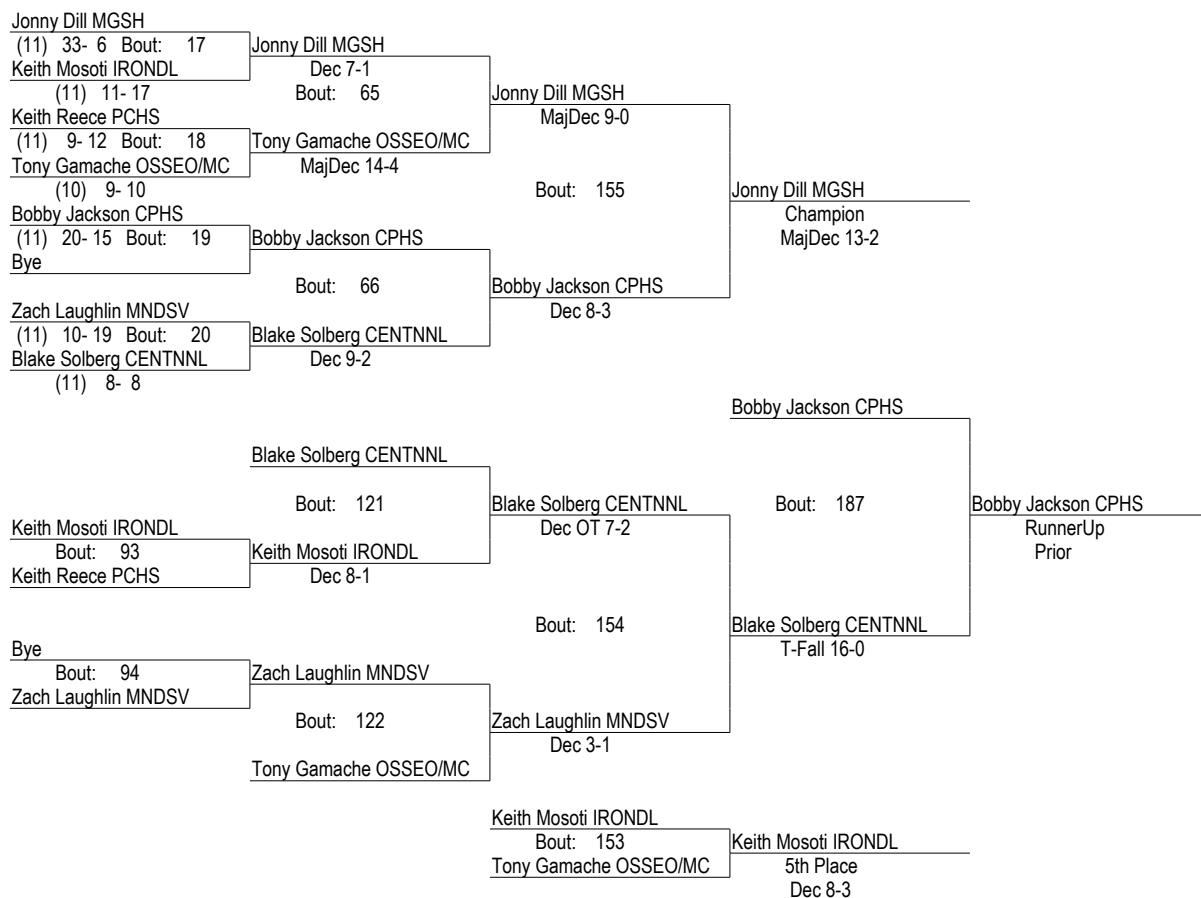 Jonny Dill MGSH
(11) 33- 6 Bout: 17
Keith Mosoti IRONDL
(11) 11- 17
Keith Reece PCHS
(11) 9- 12 Bout: 18
Tony Gamache OSSEO/MC
(10) 9- 10
Bobby Jackson CPHS
(11) 20- 15 Bout: 19
Bye
Zach Laughlin MNDSV
(11) 10- 19 Bout: 20
Blake Solberg CENTNNL
(11) 8- 8
Jonny Dill MGSH
Dec 7-1
Bout: 65
Tony Gamache OSSEO/MC
MajDec 14-4
Bobby Jackson CPHS
Bout: 66
Blake Solberg CENTNNL
Dec 9-2
Jonny Dill MGSH
MajDec 9-0
Bout: 155
Bobby Jackson CPHS
Dec 8-3
Jonny Dill MGSH
Champion
MajDec 13-2
Keith Mosoti IRONDL
Bout: 93
Keith Reece PCHS
Bye
Bout: 94
Zach Laughlin MNDSV
Blake Solberg CENTNNL
Bout: 121
Keith Mosoti IRONDL
Dec 8-1
Zach Laughlin MNDSV
Bout: 122
Tony Gamache OSSEO/MC
Blake Solberg CENTNNL
Dec OT 7-2
Bout: 154
Zach Laughlin MNDSV
Dec 3-1
Bobby Jackson CPHS
Bout: 187
Blake Solberg CENTNNL
T-Fall 16-0
Bobby Jackson CPHS
RunnerUp
Prior
Keith Mosoti IRONDL
Bout: 153
Tony Gamache OSSEO/MC
Keith Mosoti IRONDL
5th Place
Dec 8-3